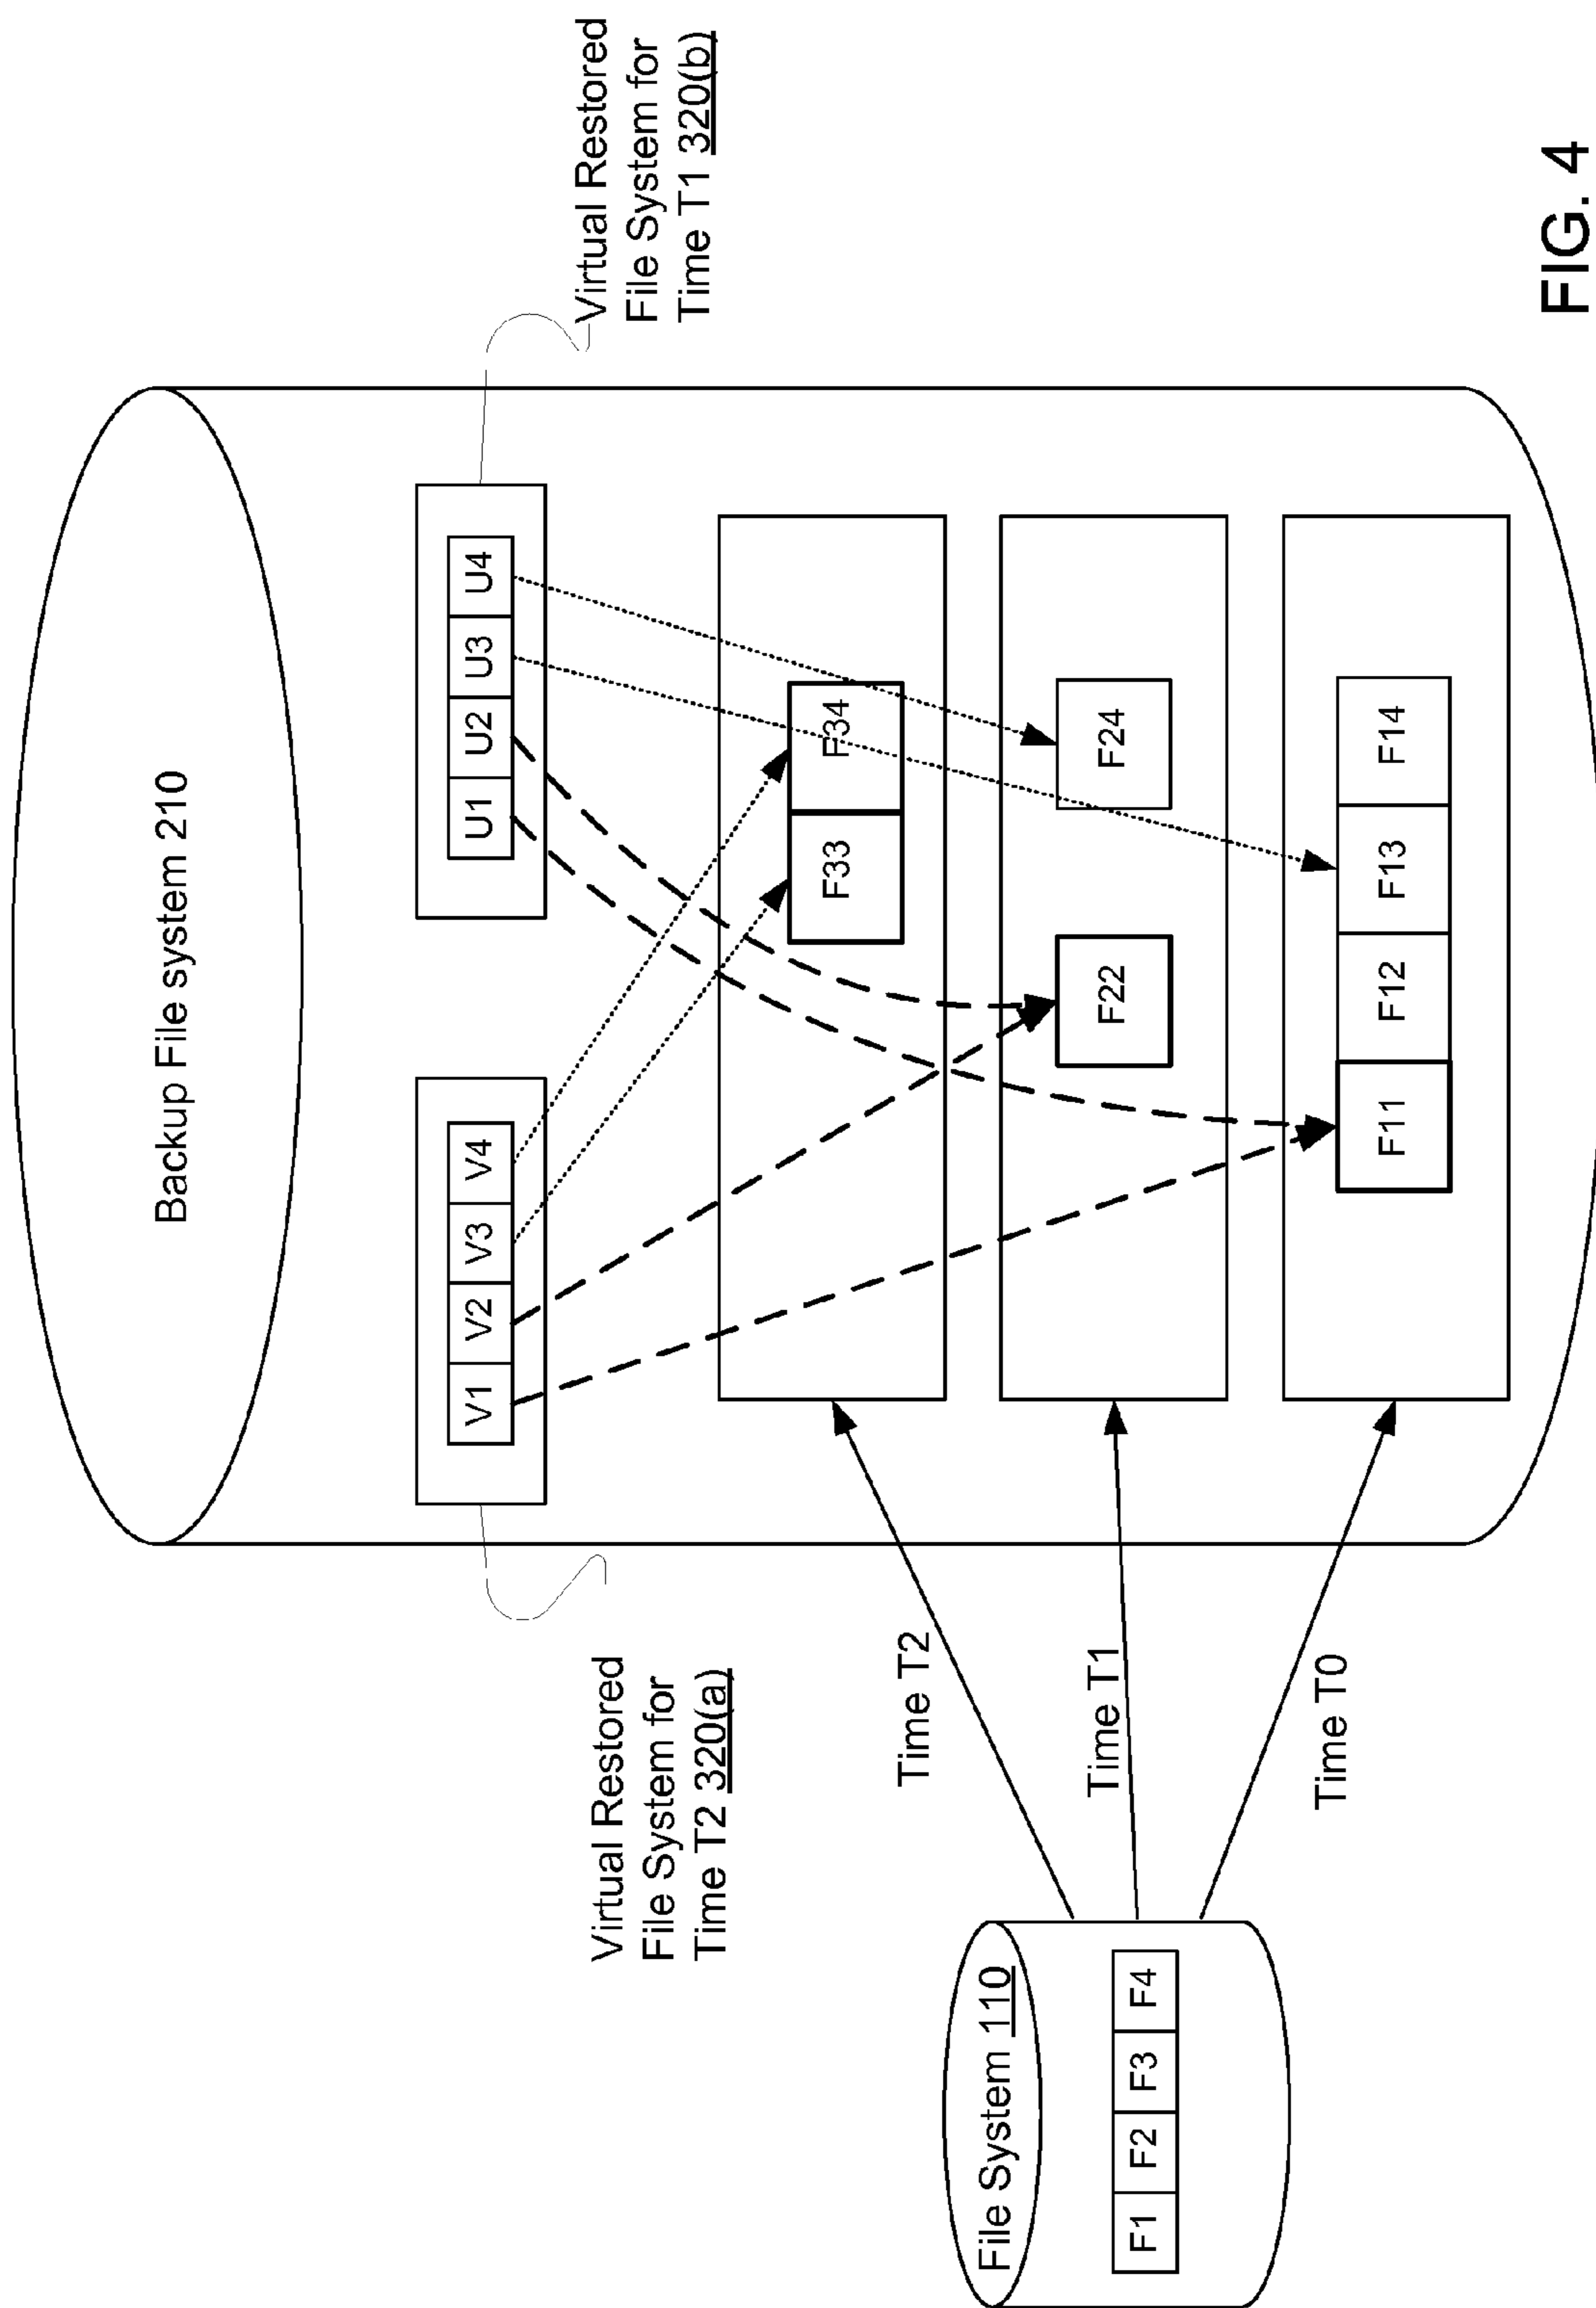 Backup File system 210
V1 V2 V3 V4
U1 U2 U3 U4
Virtual Restored
File System for
Time T1 320(b)
Virtual Restored
File System for
Time T2 320(a)
F33 F34
Time T2
File System 110
F1 F2 F3 F4
Time T1
F22
F24
Time T0
F11 F12 F13 F14
FIG. 4